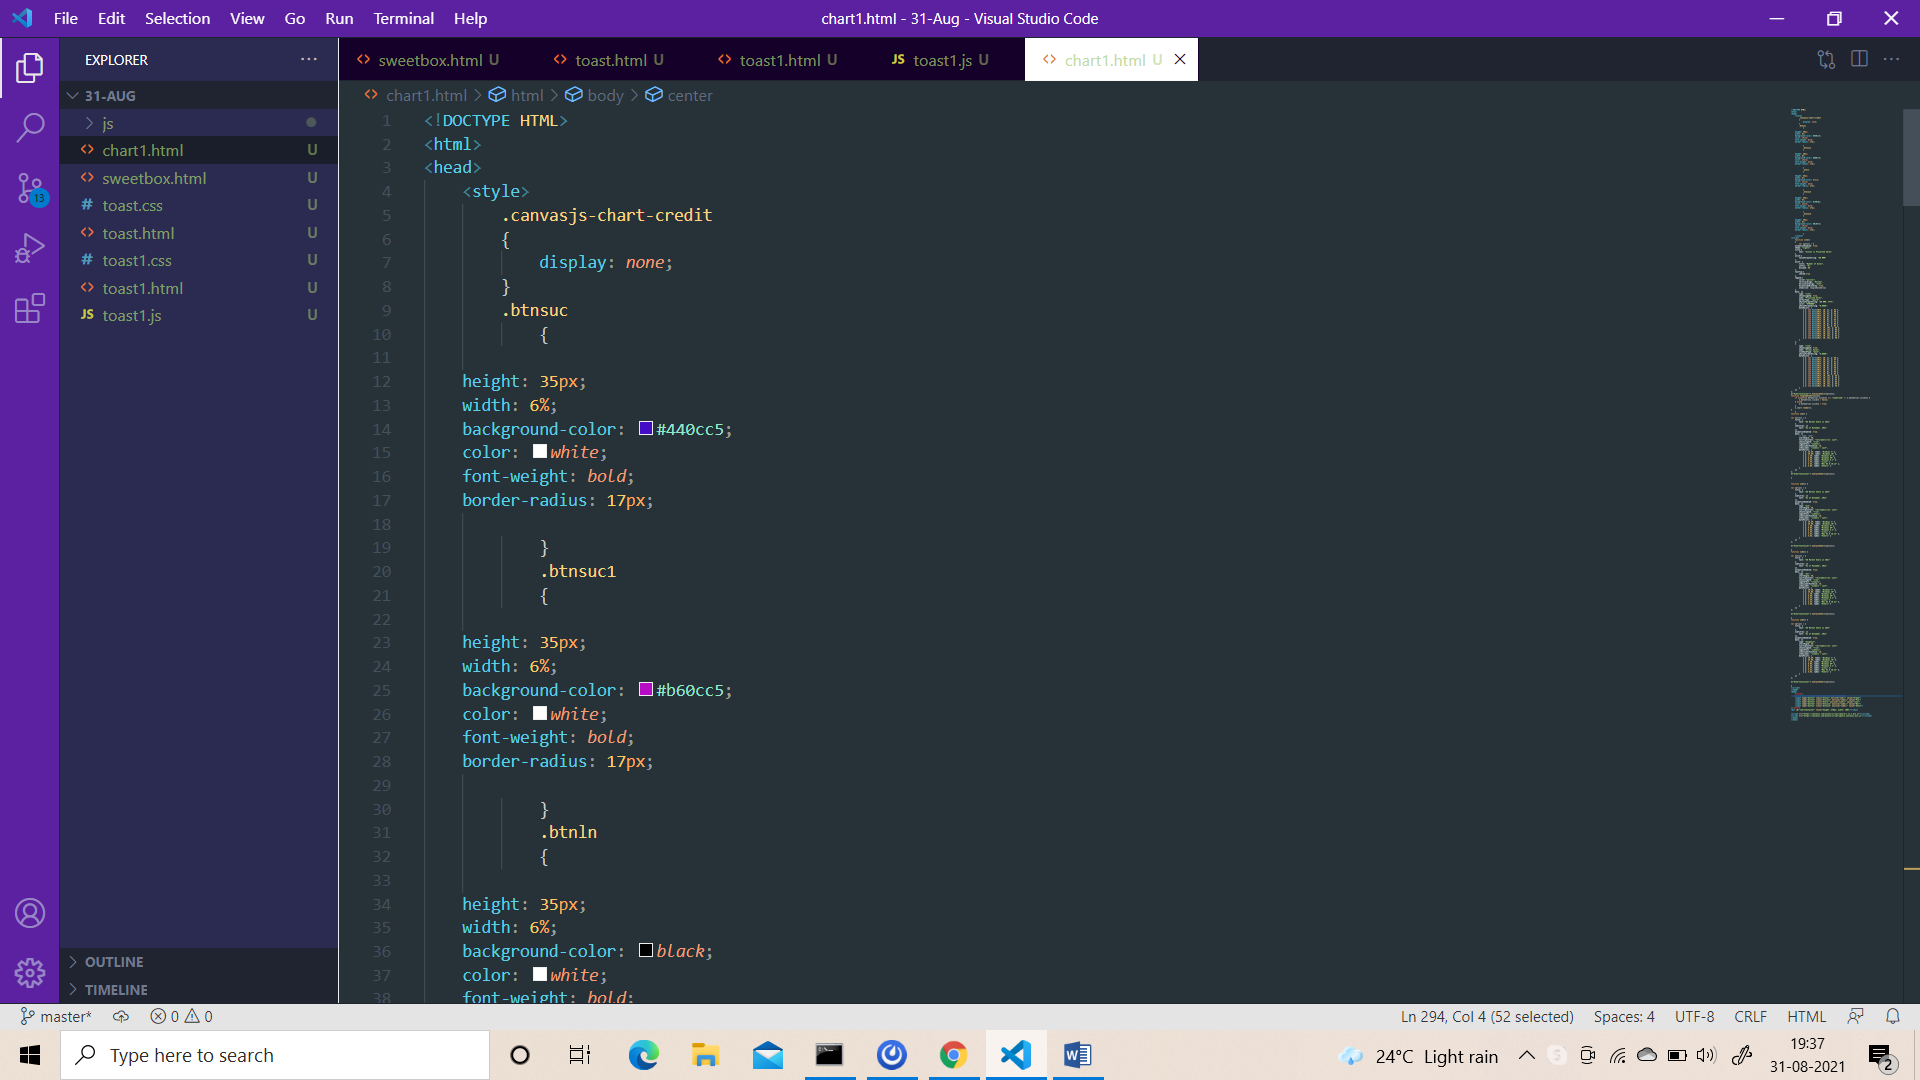 File Edit Selection View Go Run Terminal Help
chart1.html - 31-Aug - Visual Studio Code
EXPLORER
31-AUG
js
chart1.html U
sweetbox.html U
toast.css U
toast.html U
toast1.css U
toast1.html U
toast1.js U
OUTLINE
TIMELINE
13
sweetbox.html U
toast.html U
toast1.html U
JS toast1.js U
chart1.html U
chart1.html > html > body > center
1 <!DOCTYPE HTML>
2 <html>
3 <head>
4 <style>
5 .canvasjs-chart-credit
6 {
7 display: none;
8 }
9 .btnsuc
10 {
11
12 height: 35px;
13 width: 6%;
14 background-color: #440cc5;
15 color: white;
16 font-weight: bold;
17 border-radius: 17px;
18
19 }
20 .btnsuc1
21 {
22
23 height: 35px;
24 width: 6%;
25 background-color: #b60cc5;
26 color: white;
27 font-weight: bold;
28 border-radius: 17px;
29
30 }
31 .btnln
32 {
33
34 height: 35px;
35 width: 6%;
36 background-color: black;
37 color: white;
38 font-weight: bold;
master* 0 0
Ln 294, Col 4 (52 selected) Spaces: 4 UTF-8 CRLF HTML
Type here to search
24°C Light rain
19:37
31-08-2021
2